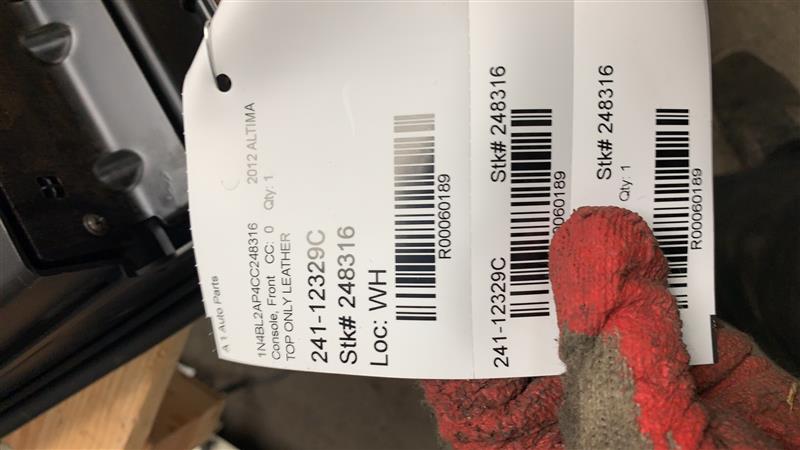 A 1 Auto Parts
1N4BL2AP4CC248316 2012 ALTIMA
Console, Front CC: 0 Qty: 1
TOP ONLY LEATHER
241-12329C
Stk# 248316
Loc: WH
R00060189
241-12329C Stk# 248316
R00060189
Stk# 248316
Qty: 1
R00060189